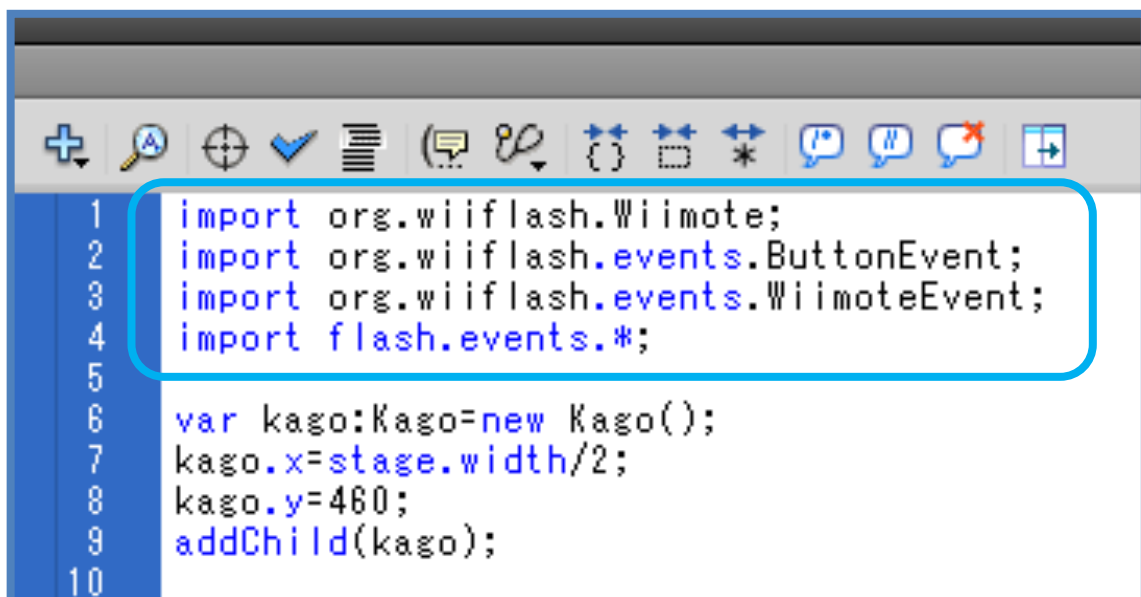 1 import org.wiiflash.Wiimote;
2 import org.wiiflash.events.ButtonEvent;
3 import org.wiiflash.events.WiimoteEvent;
4 import flash.events.*;
5
6 var kago:Kago=new Kago();
7 kago.x=stage.width/2;
8 kago.y=460;
9 addChild(kago);
10